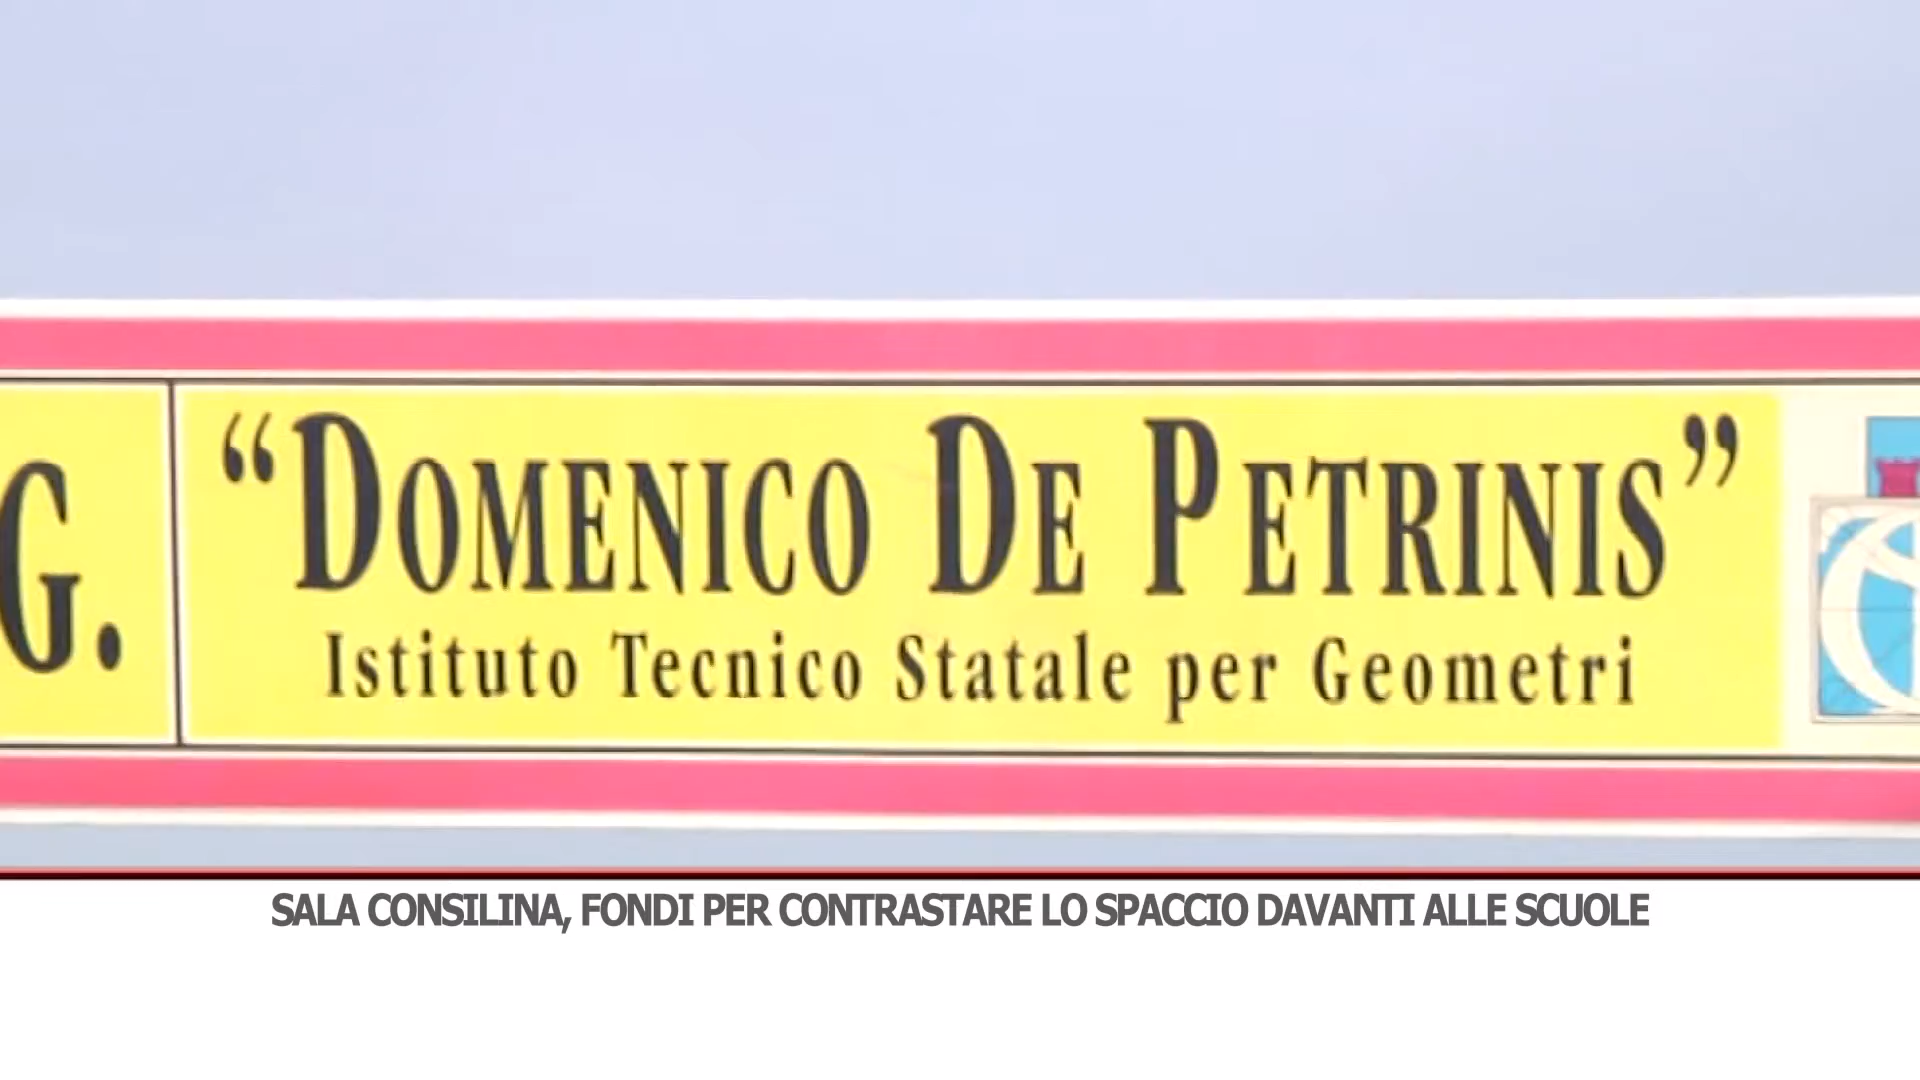 G.
“DOMENICO DE PETRINIS”
Istituto Tecnico Statale per Geometri
SALA CONSILINA, FONDI PER CONTRASTARE LO SPACCIO DAVANTI ALLE SCUOLE